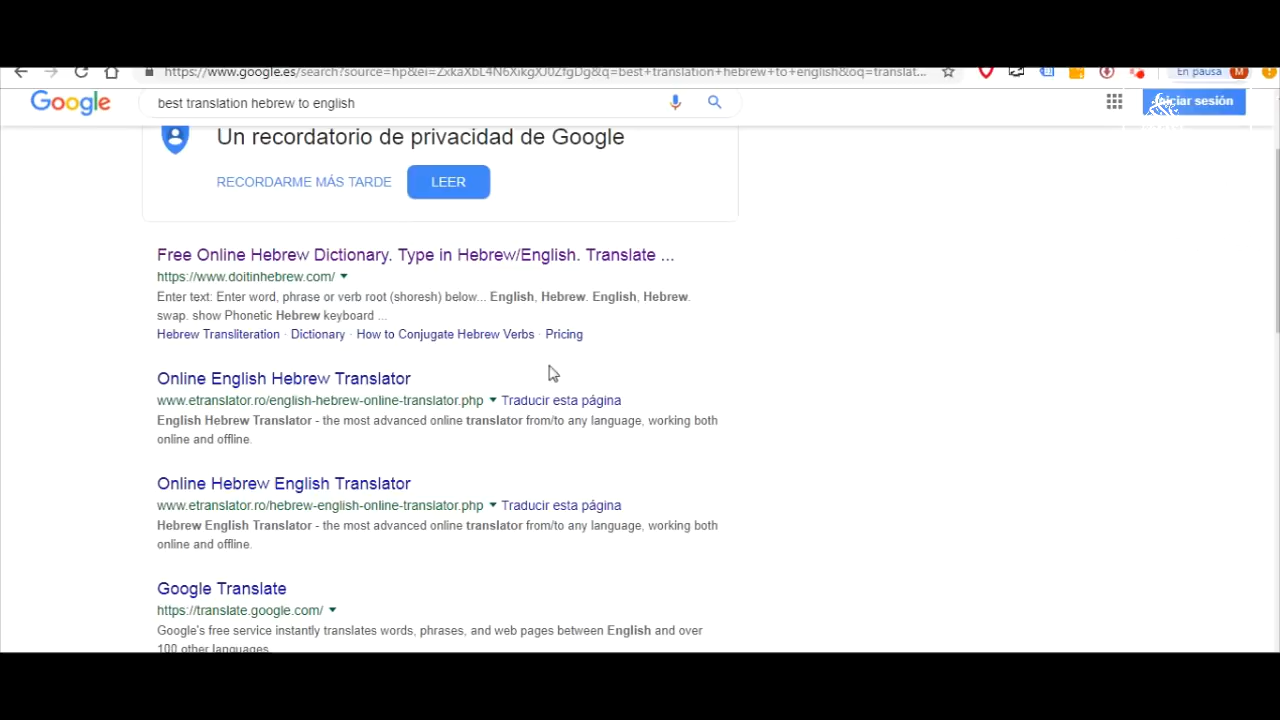 https://www.google.es/search?source=hp&ei=ZxkaXbL4N6XikgXJ0ZfgDg&q=best+translation+hebrew+to+english&oq=translat...
En pausa
M
Google
best translation hebrew to english
Iniciar sesión
Un recordatorio de privacidad de Google
RECORDARME MÁS TARDE
LEER
Free Online Hebrew Dictionary. Type in Hebrew/English. Translate ...
https://www.doitinhebrew.com/
Enter text: Enter word, phrase or verb root (shoresh) below... English, Hebrew. English, Hebrew.
swap. show Phonetic Hebrew keyboard ...
Hebrew Transliteration · Dictionary · How to Conjugate Hebrew Verbs · Pricing
Online English Hebrew Translator
www.etranslator.ro/english-hebrew-online-translator.php Traducir esta página
English Hebrew Translator - the most advanced online translator from/to any language, working both
online and offline.
Online Hebrew English Translator
www.etranslator.ro/hebrew-english-online-translator.php Traducir esta página
Hebrew English Translator - the most advanced online translator from/to any language, working both
online and offline.
Google Translate
https://translate.google.com/
Google's free service instantly translates words, phrases, and web pages between English and over
100 other languages.